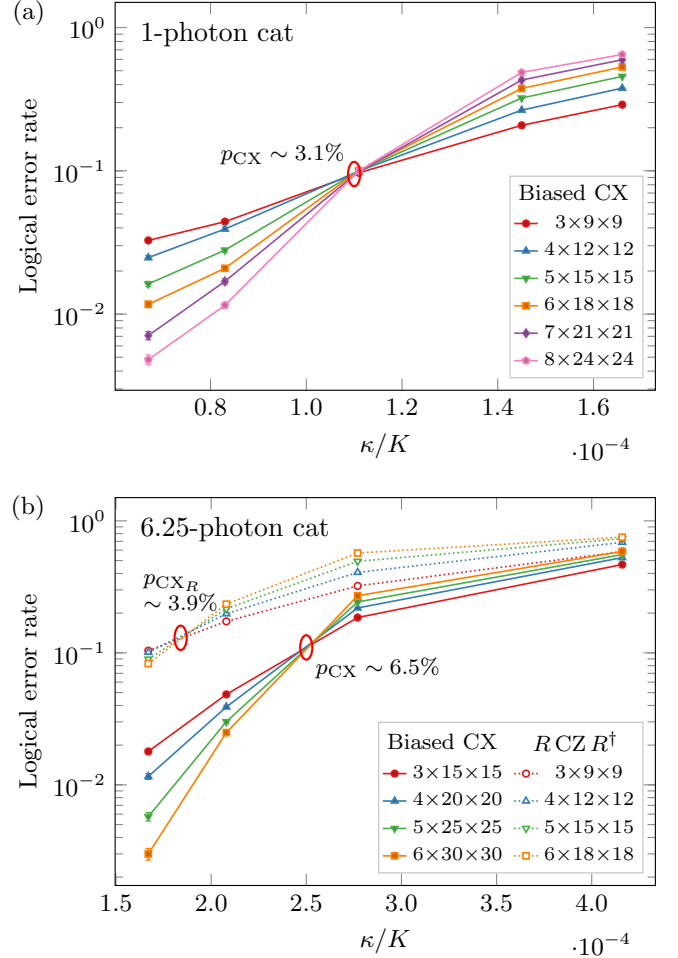 (a)
1-photon cat
10⁰
10⁻¹
10⁻²
Logical error rate
p_CX ∼ 3.1%
Biased CX
3×9×9
4×12×12
5×15×15
6×18×18
7×21×21
8×24×24
0.8 1.0 1.2 1.4 1.6
κ/K
·10⁻⁴
(b)
6.25-photon cat
10⁰
10⁻¹
10⁻²
Logical error rate
p_CX_R
∼ 3.9%
p_CX ∼ 6.5%
Biased CX R CZ R†
3×15×15 3×9×9
4×20×20 4×12×12
5×25×25 5×15×15
6×30×30 6×18×18
1.5 2.0 2.5 3.0 3.5 4.0
κ/K
·10⁻⁴